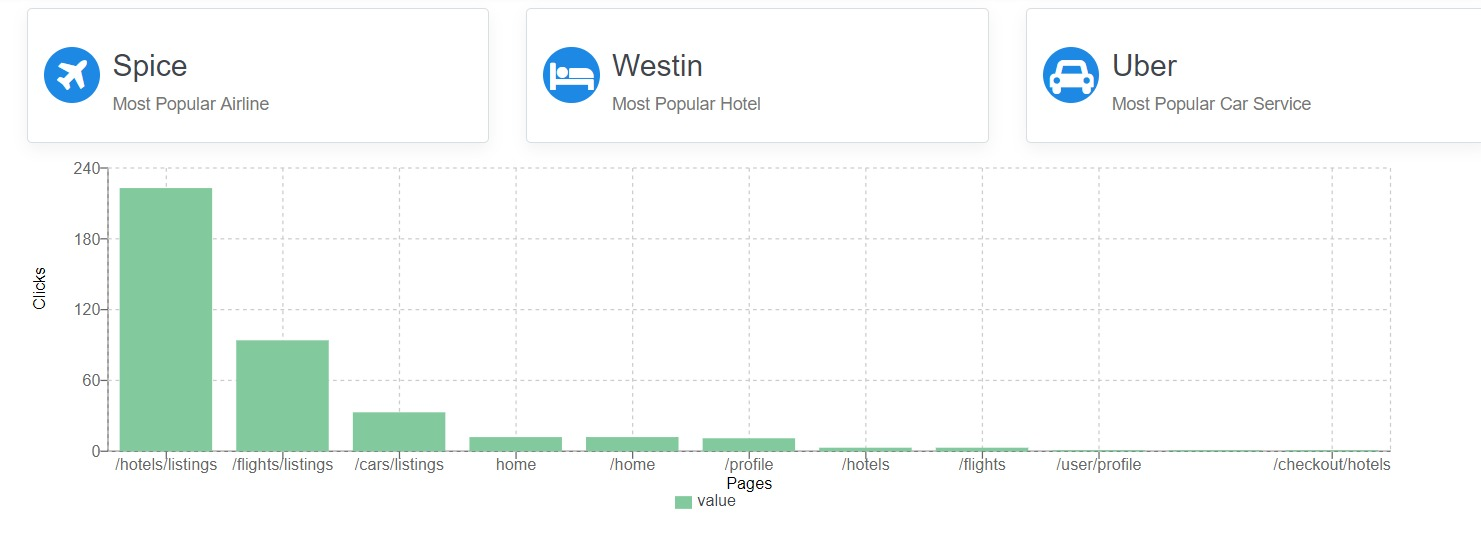 Spice
Most Popular Airline
Westin
Most Popular Hotel
Uber
Most Popular Car Service
240
180
120
60
0
Clicks
/hotels/listings
/flights/listings
/cars/listings
home
/home
/profile
/hotels
/flights
/user/profile
/checkout/hotels
Pages
value